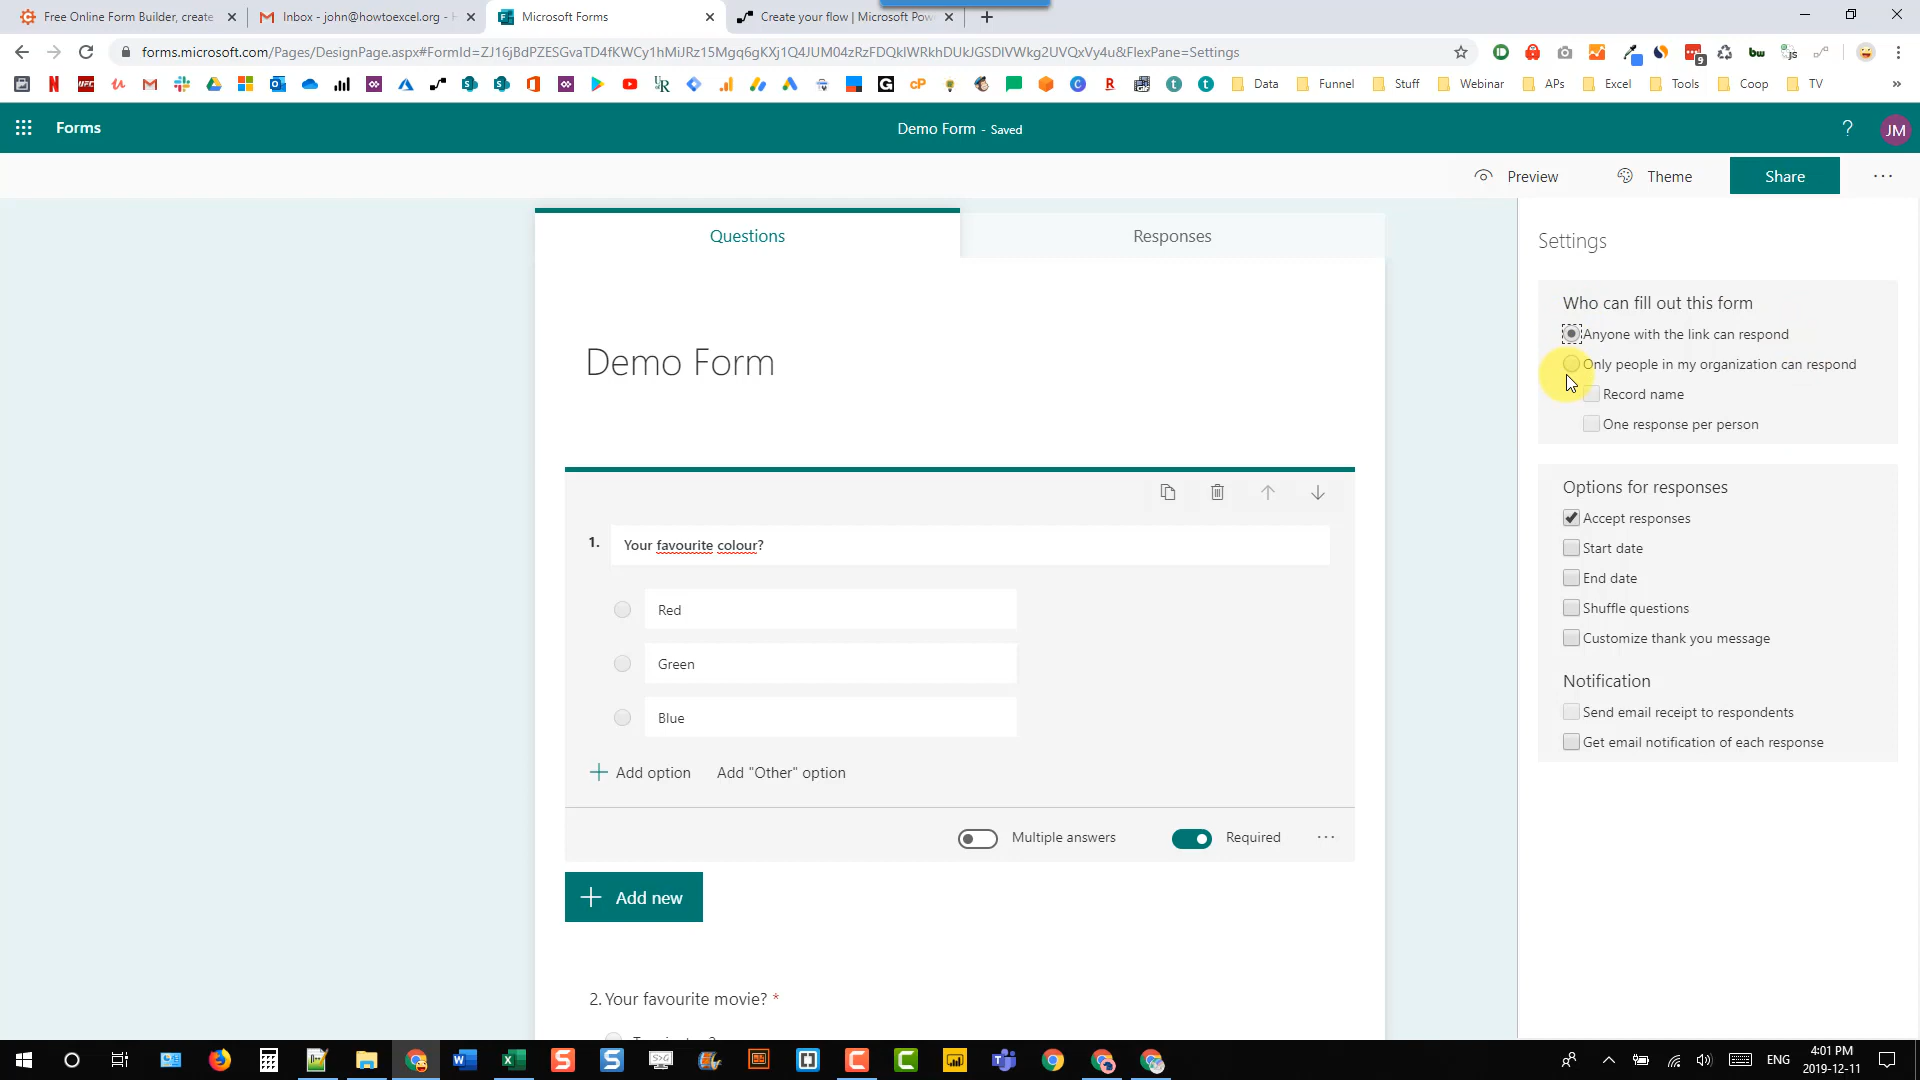 Free Online Form Builder, create
Inbox - john@howtoexcel.org - H
Microsoft Forms
Create your flow | Microsoft Pow
forms.microsoft.com/Pages/DesignPage.aspx#FormId=ZJ16jBdPZESGvaTD4fKWCy1hMiJRz15Mgq6gKXj1Q4JUM04zRzFDQklWRkhDUkJGSDlVWkg2UVQxVy4u&FlexPane=Settings
Data
Funnel
Stuff
Webinar
APs
Excel
Tools
Coop
TV
Forms
Demo Form - Saved
?
JM
Preview
Theme
Share
Questions
Responses
Settings
Who can fill out this form
Anyone with the link can respond
Only people in my organization can respond
Record name
One response per person
Demo Form
Options for responses
Accept responses
Start date
End date
Shuffle questions
Customize thank you message
Notification
Send email receipt to respondents
Get email notification of each response
1.
Your favourite colour?
Red
Green
Blue
Add option
Add "Other" option
Multiple answers
Required
Add new
2. Your favourite movie? *
ENG
4:01 PM
2019-12-11